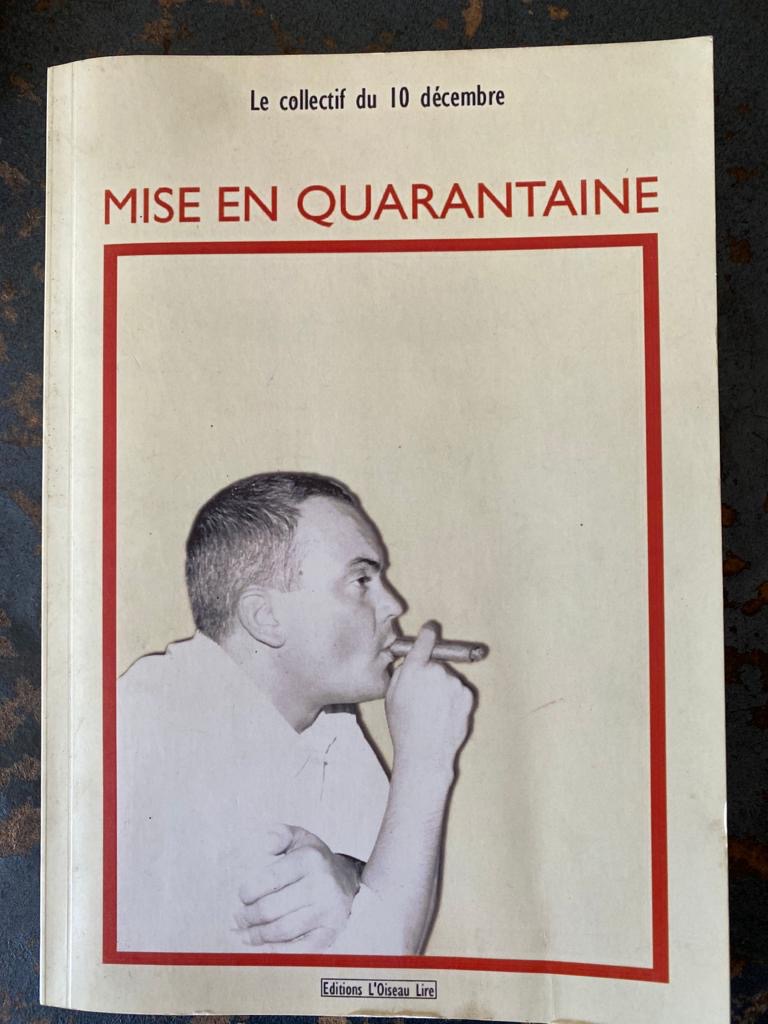 Le collectif du 10 décembre
MISE EN QUARANTAINE
Editions L'Oiseau Lire